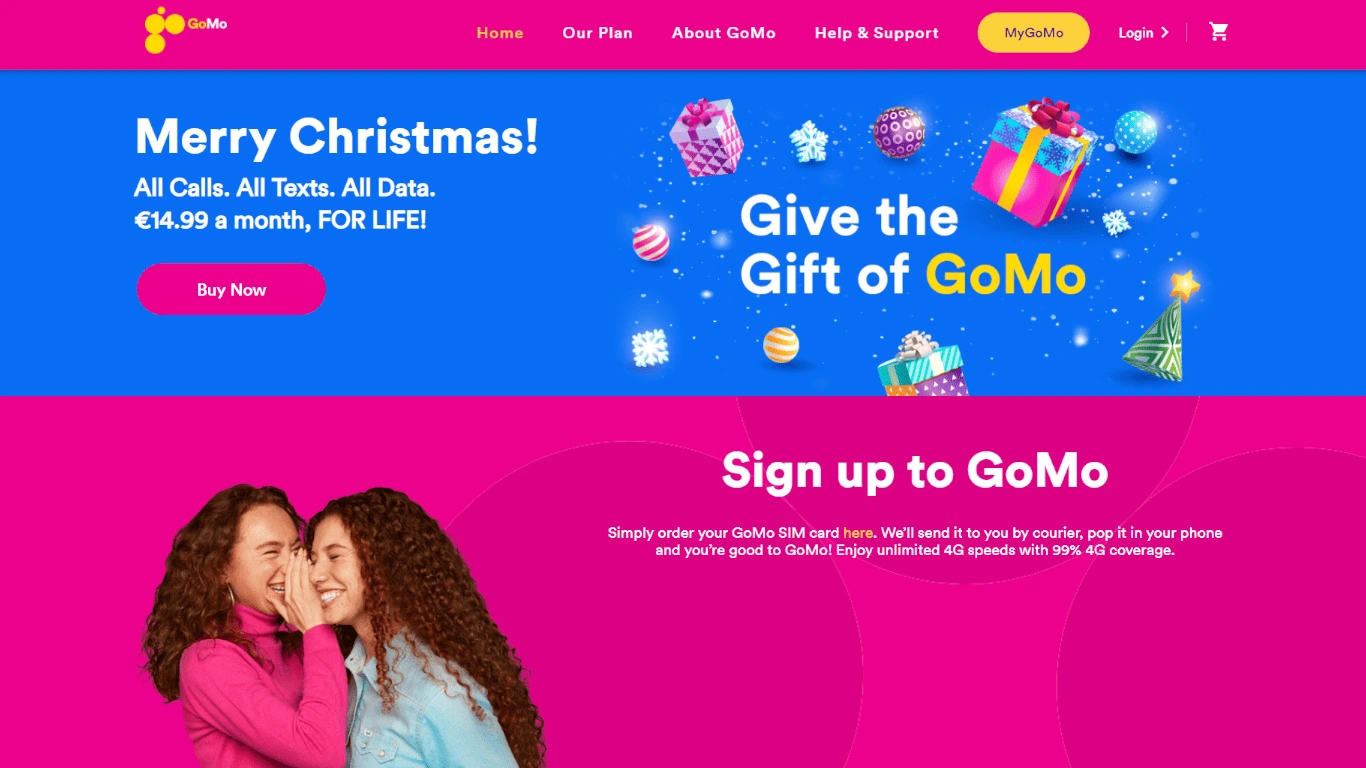 GoMo
Home
Our Plan
About GoMo
Help & Support
MyGoMo
Login
Merry Christmas!
All Calls. All Texts. All Data.
€14.99 a month, FOR LIFE!
Buy Now
Give the
Gift of GoMo
Sign up to GoMo
Simply order your GoMo SIM card here. We'll send it to you by courier, pop it in your phone
and you're good to GoMo! Enjoy unlimited 4G speeds with 99% 4G coverage.